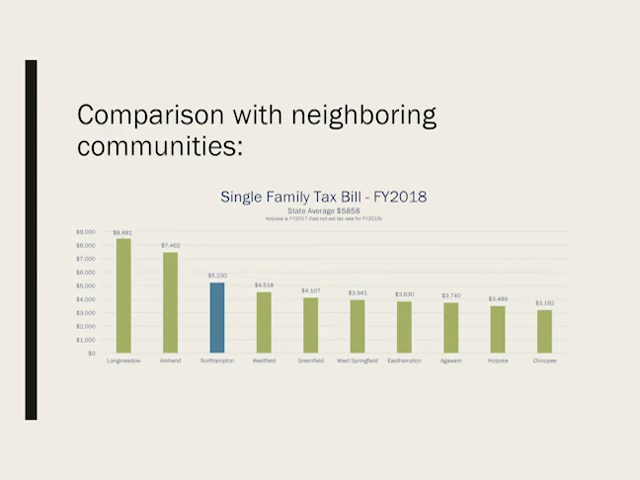 Comparison with neighboring
communities:
Single Family Tax Bill - FY2018
State Average $5858
Holyoke is FY2017 (has not set tax rate for FY2018)
$9,000
$8,000
$7,000
$6,000
$5,000
$4,000
$3,000
$2,000
$1,000
$0
$8,481
$7,462
$5,230
$4,518
$4,107
$3,941
$3,830
$3,740
$3,489
$3,192
Longmeadow
Amherst
Northampton
Westfield
Greenfield
West Springfield
Easthampton
Agawam
Holyoke
Chicopee